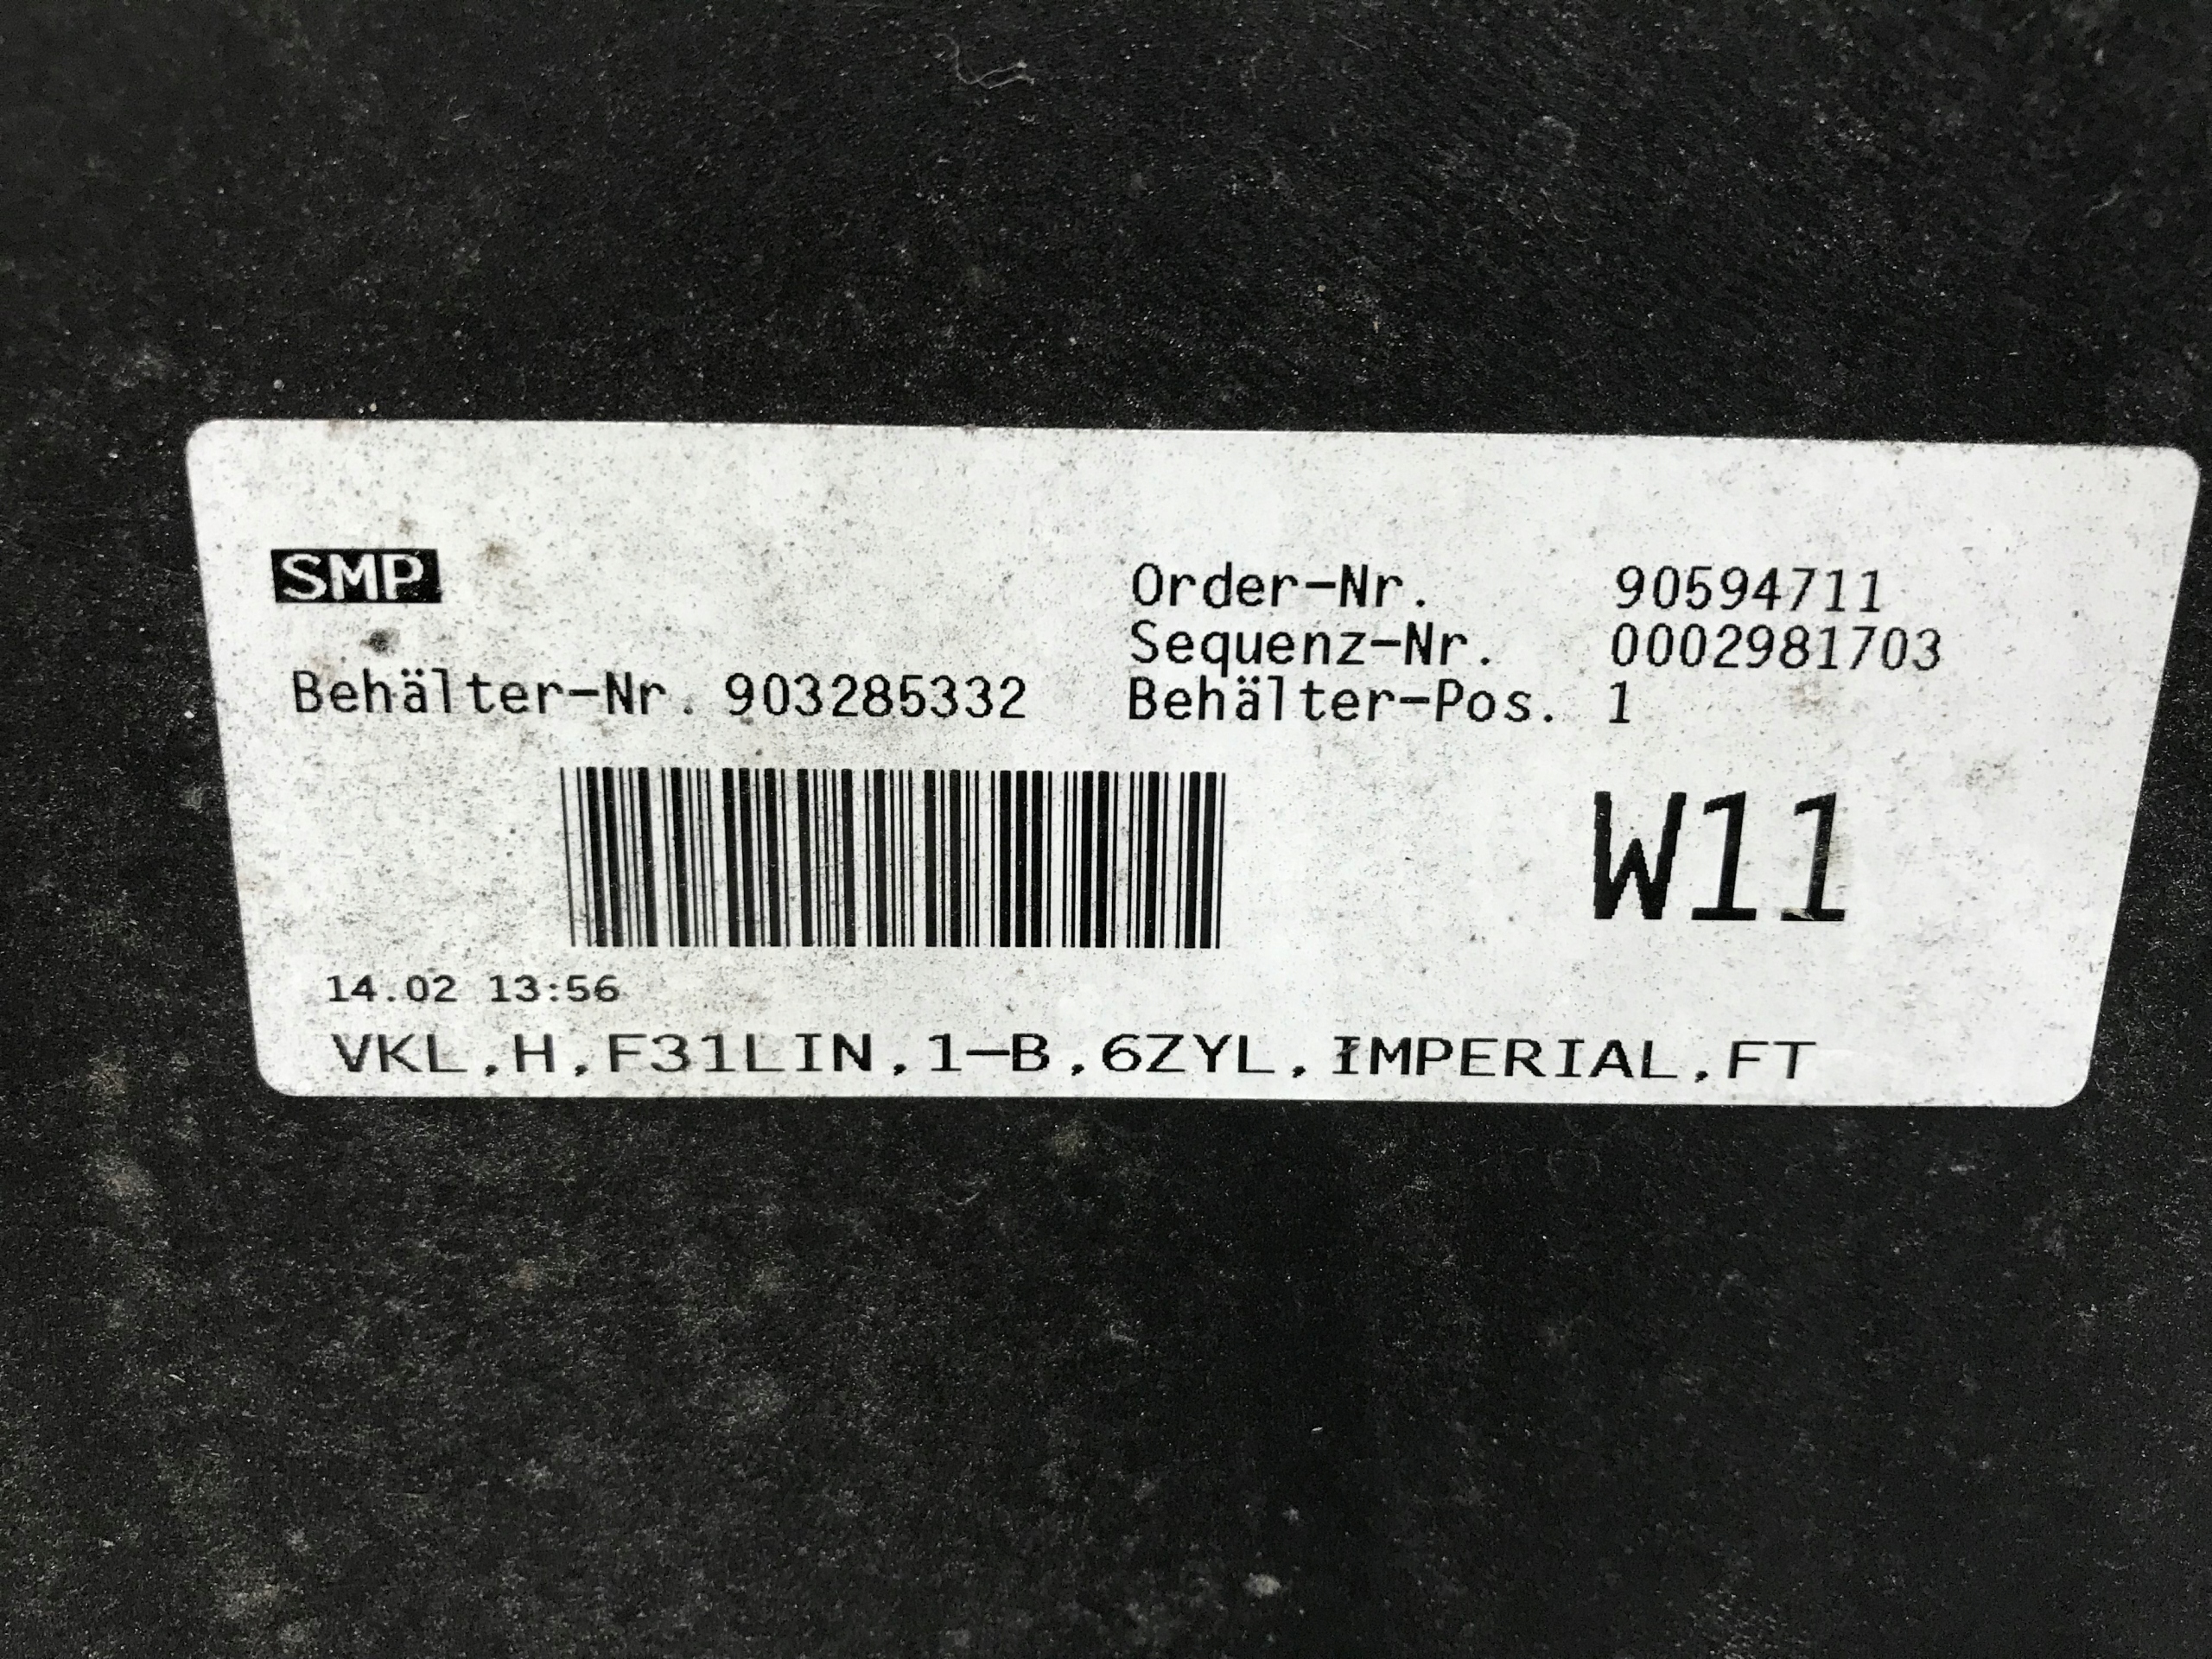 SMP
Order-Nr. 90594711
Sequenz-Nr. 0002981703
Behälter-Nr. 903285332 Behälter-Pos. 1
W11
14.02 13:56
VKL,H,F31LIN,1-B,6ZYL,IMPERIAL,FT